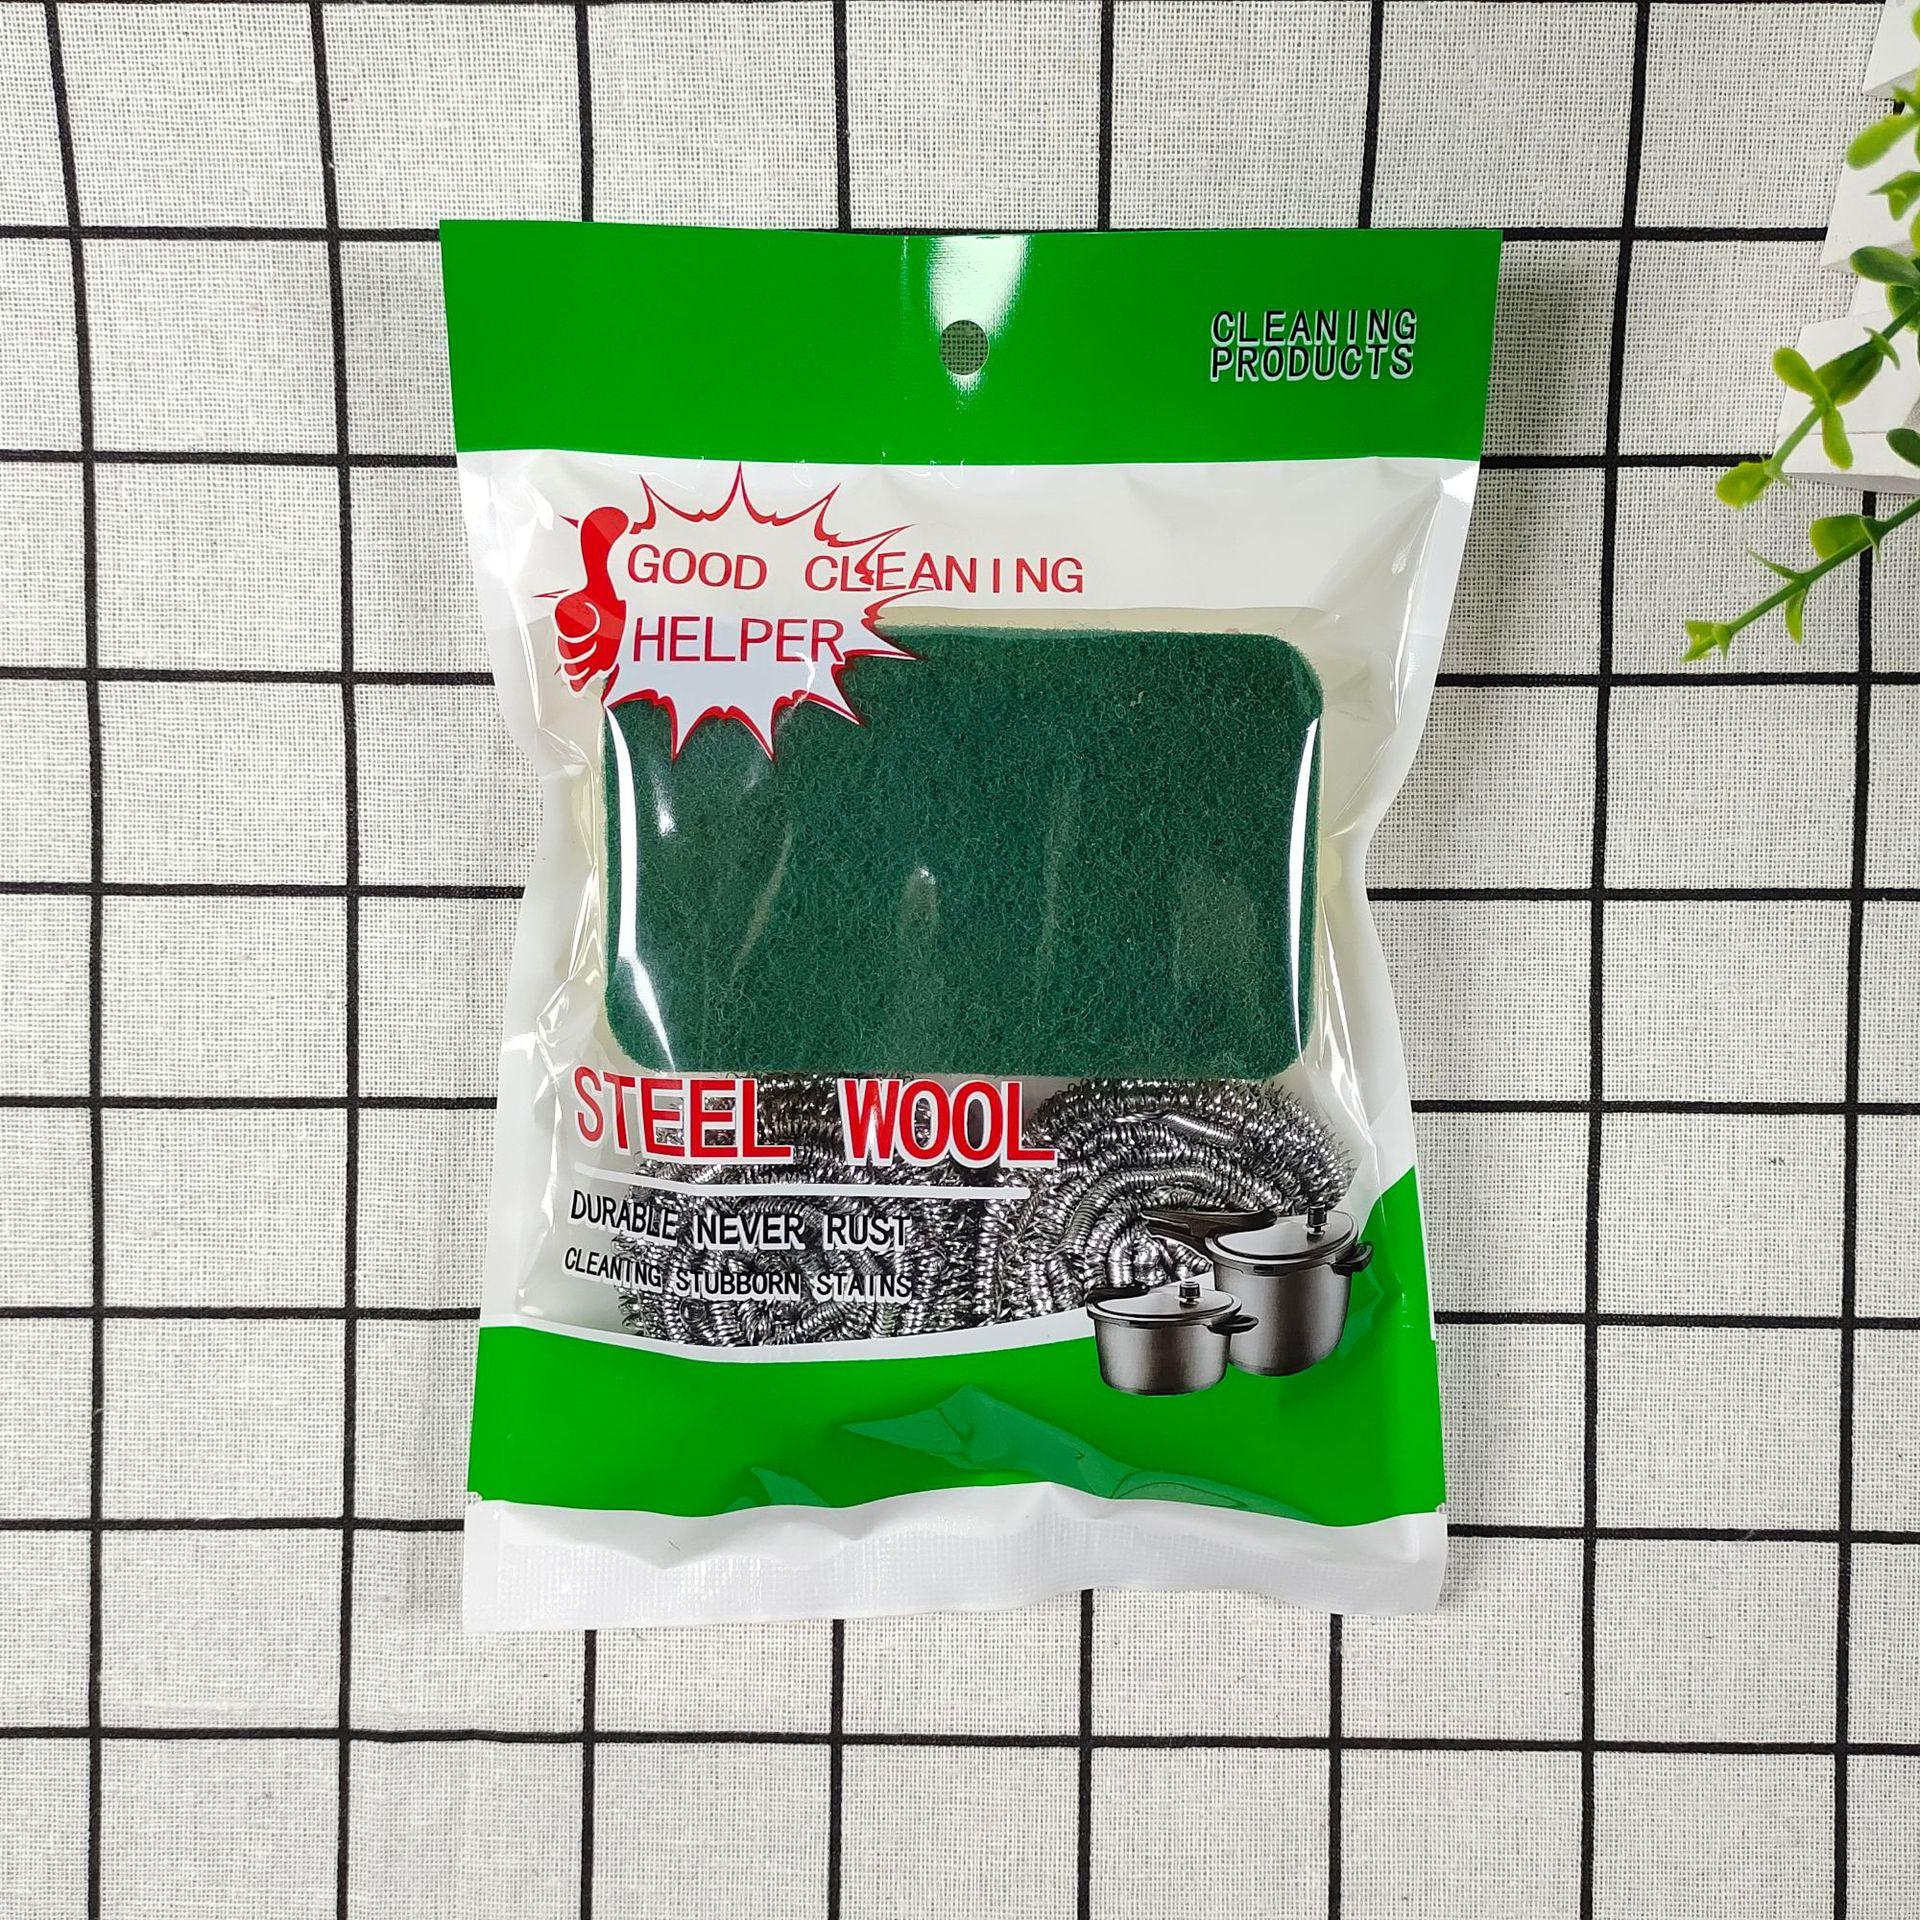 CLEANING
PRODUCTS
GOOD CLEANING
HELPER
STEEL WOOL
DURABLE NEVER RUST
CLEANING STUBBORN STAINS